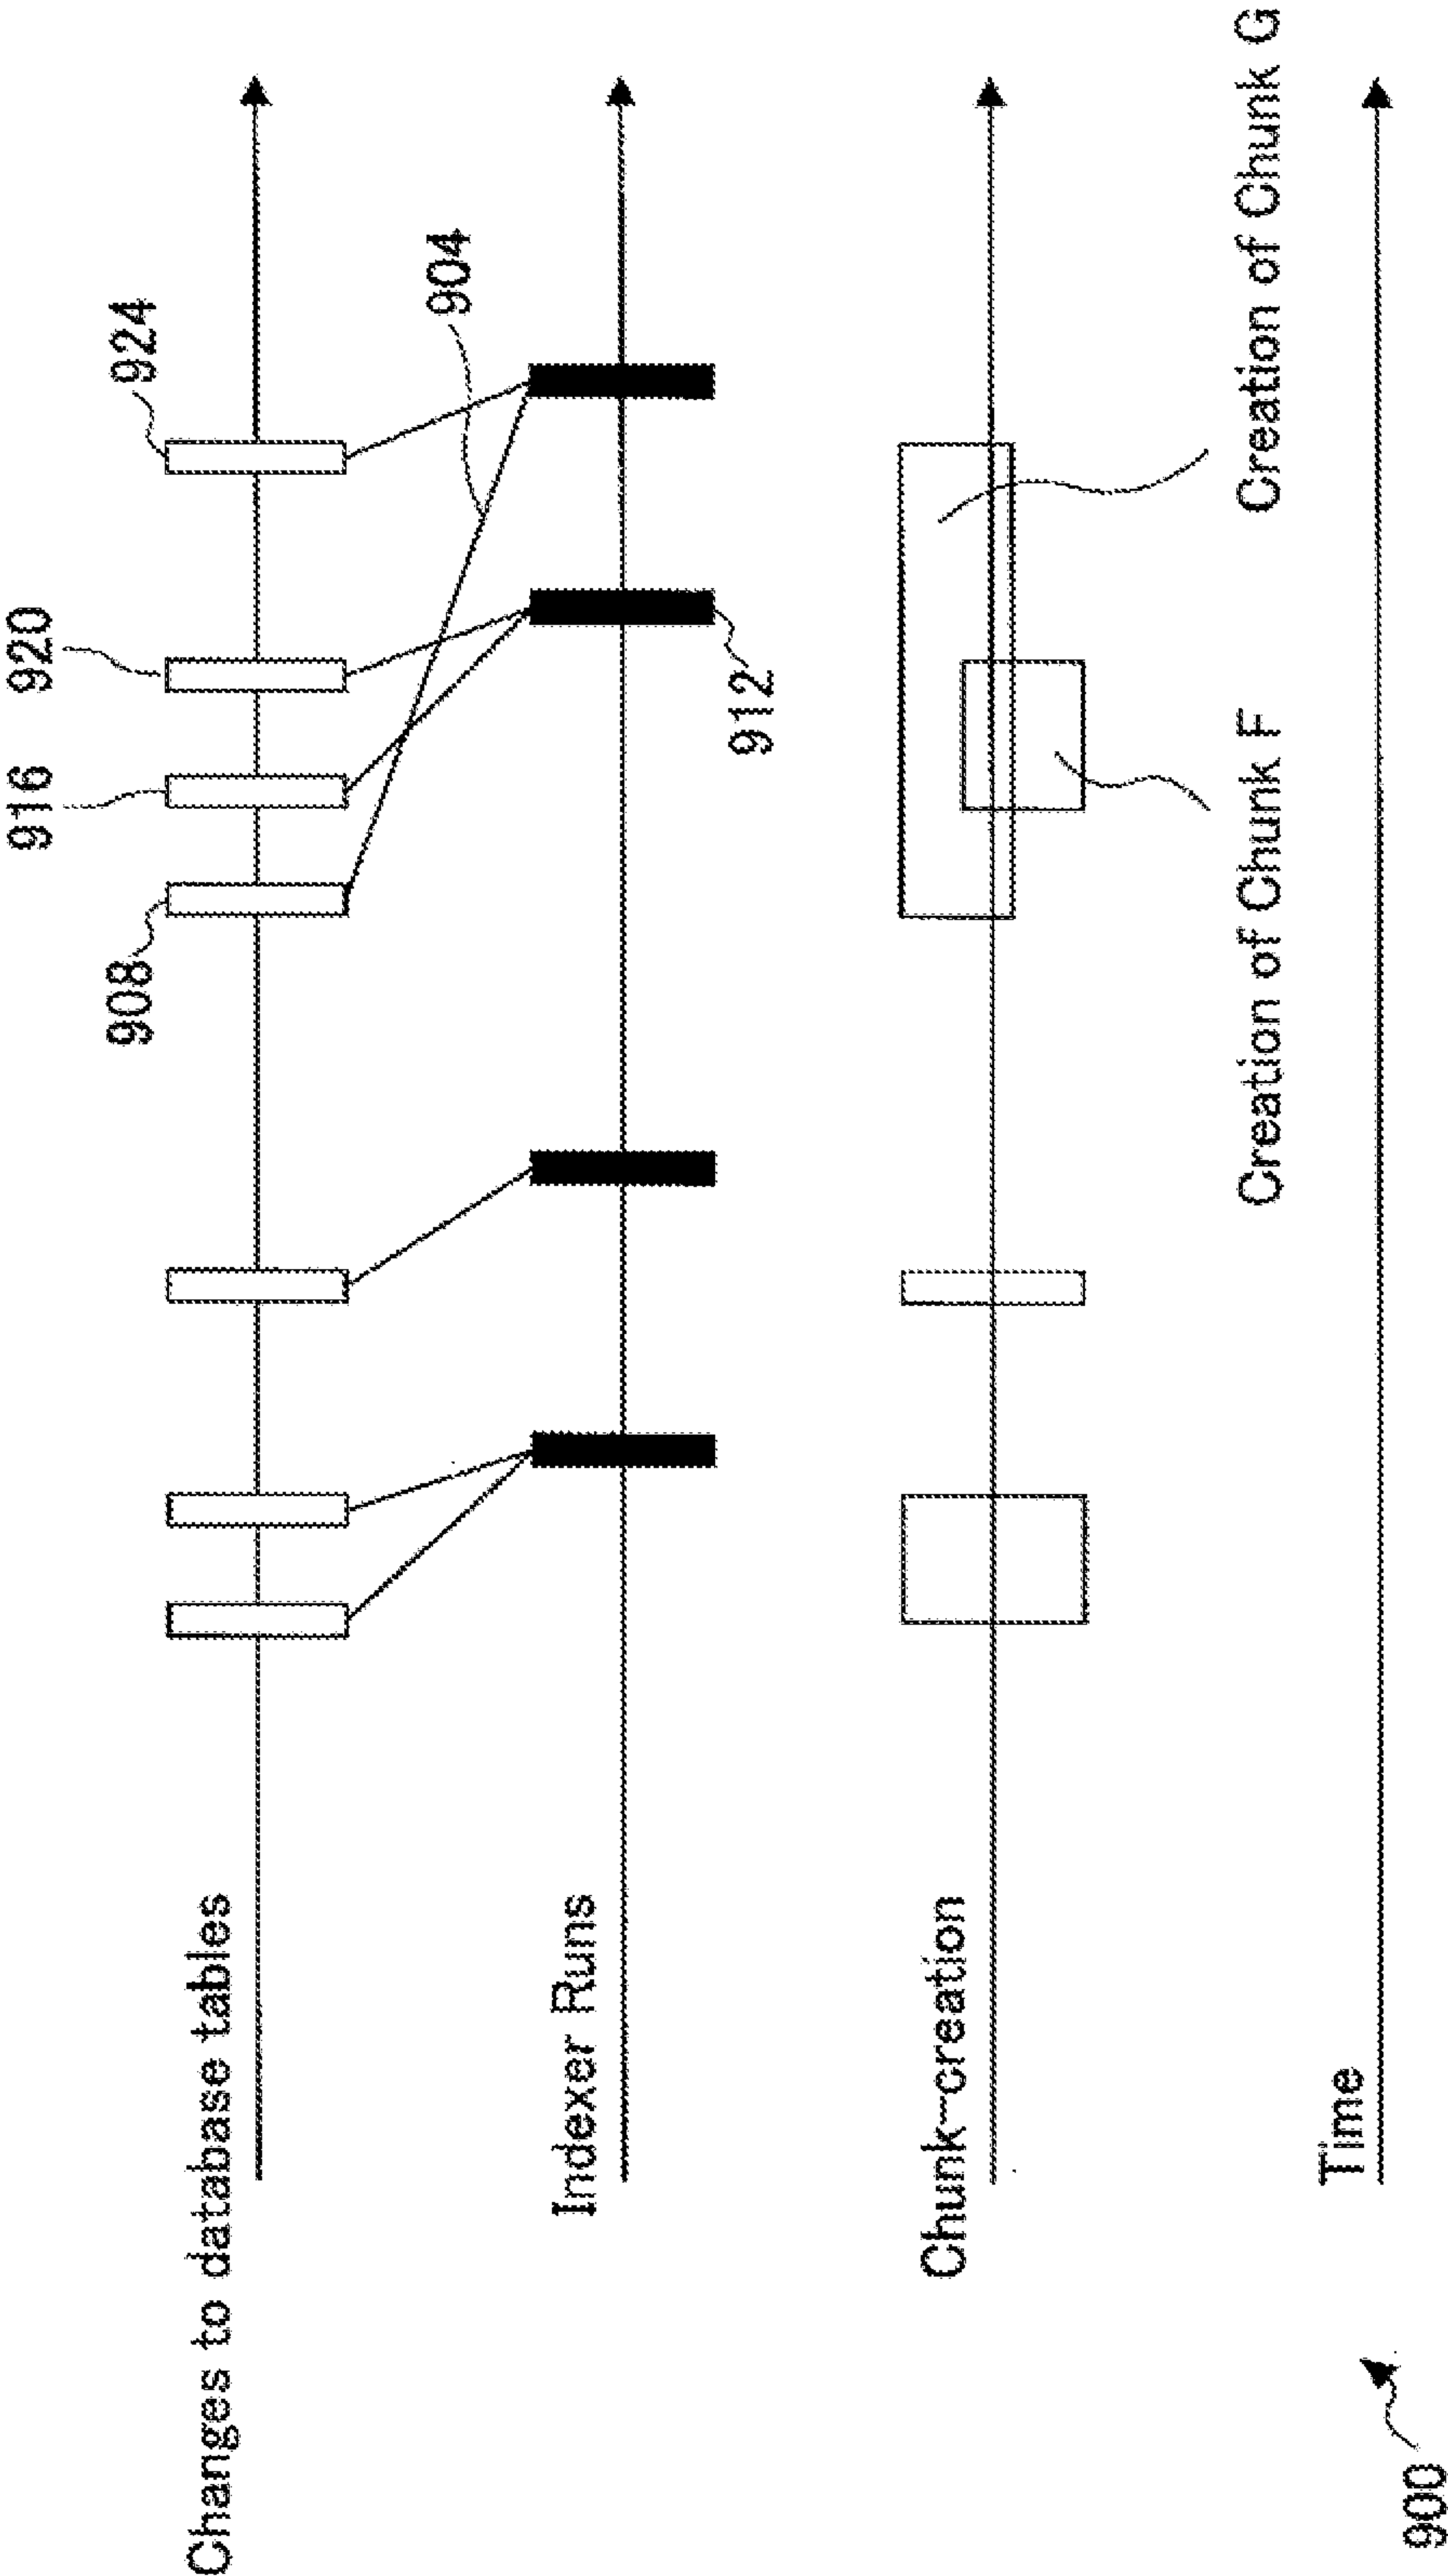 Changes to database tables
908
916
920
924
904
Indexer Runs
912
Chunk-creation
Creation of Chunk F
Creation of Chunk G
Time
900